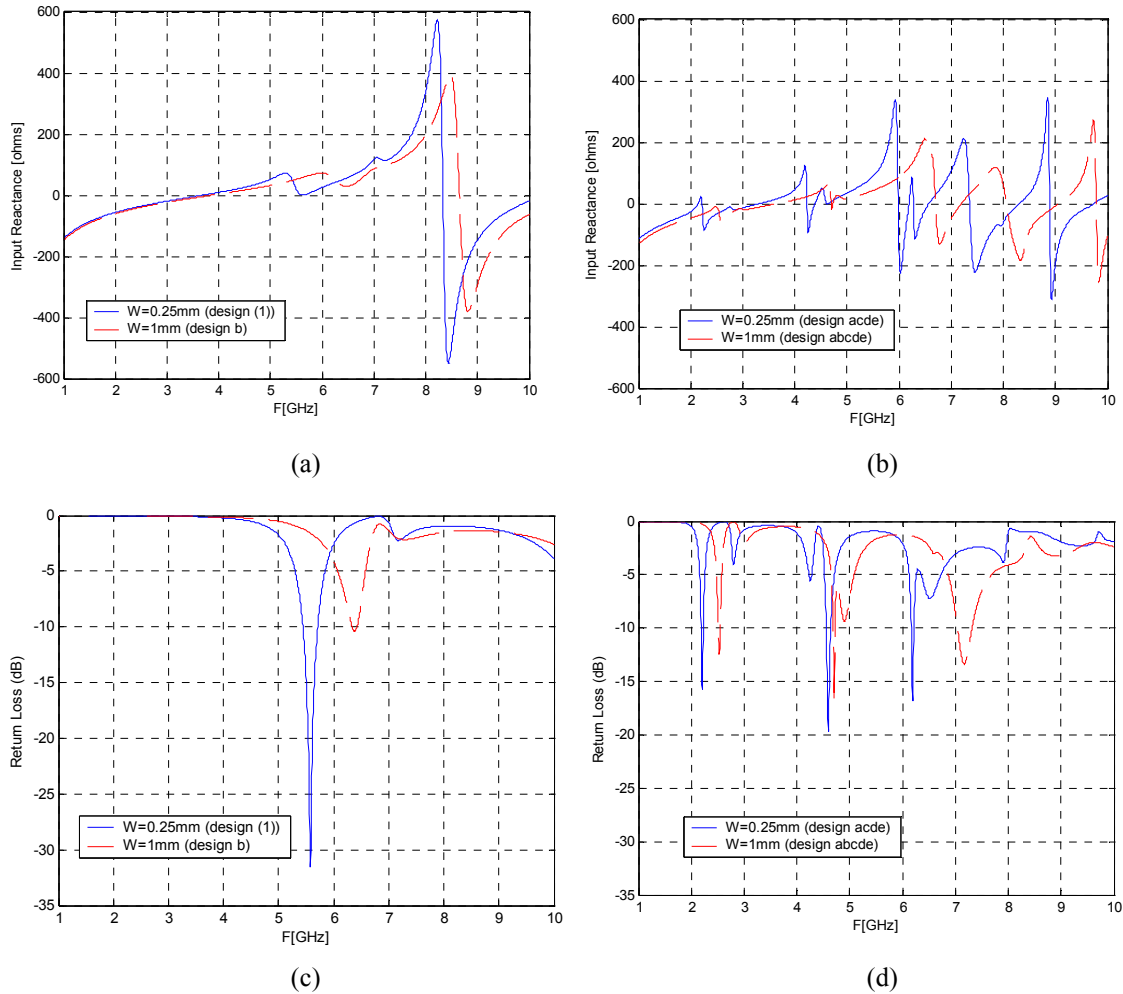 600
400
200
0
-200
-400
600
Input Reactance [ohms]
1 2 3 4 5 6 7 8 9 10
F[GHz]
W=0.25mm (design (1))
W=1mm (design b)
(a)
600
400
200
0
-200
-400
-600
Input Reactance [ohms]
1 2 3 4 5 6 7 8 9 10
F[GHz]
W=0.25mm (design acde)
W=1mm (design abcde)
(b)
0
-5
-10
-15
-20
-25
-30
-35
Return Loss (dB)
1 2 3 4 5 6 7 8 9 10
F[GHz]
W=0.25mm (design (1))
W=1mm (design b)
(c)
0
-5
-10
-15
-20
-25
-30
-35
Return Loss (dB)
1 2 3 4 5 6 7 8 9 10
F[GHz]
W=0.25mm (design acde)
W=1mm (design abcde)
(d)